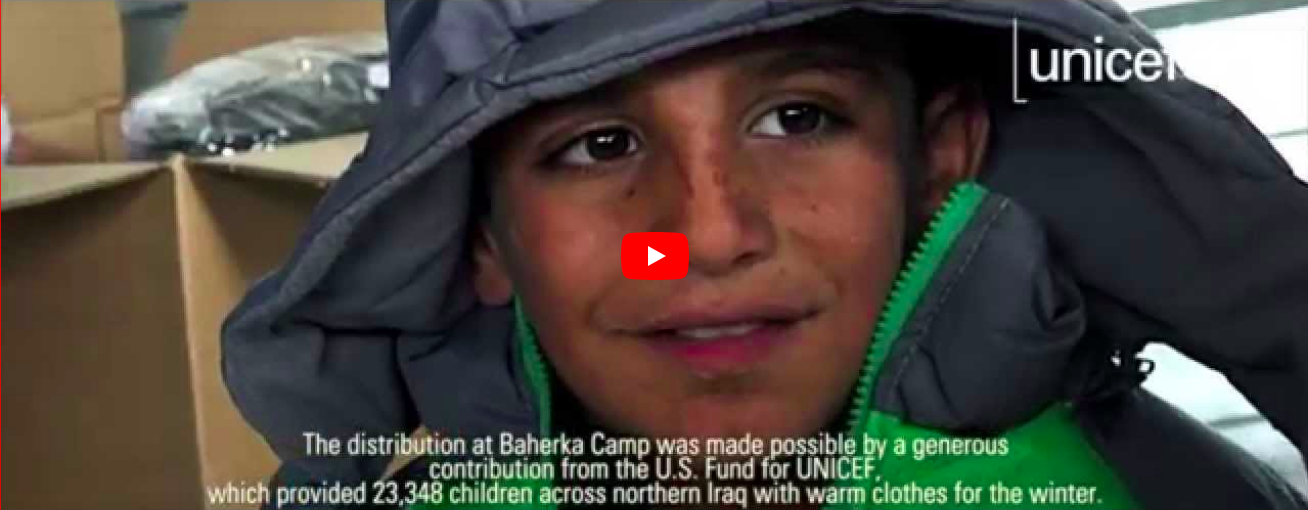 unicef
The distribution at Baherka Camp was made possible by a generous
contribution from the U.S. Fund for UNICEF,
which provided 23,348 children across northern Iraq with warm clothes for the winter.